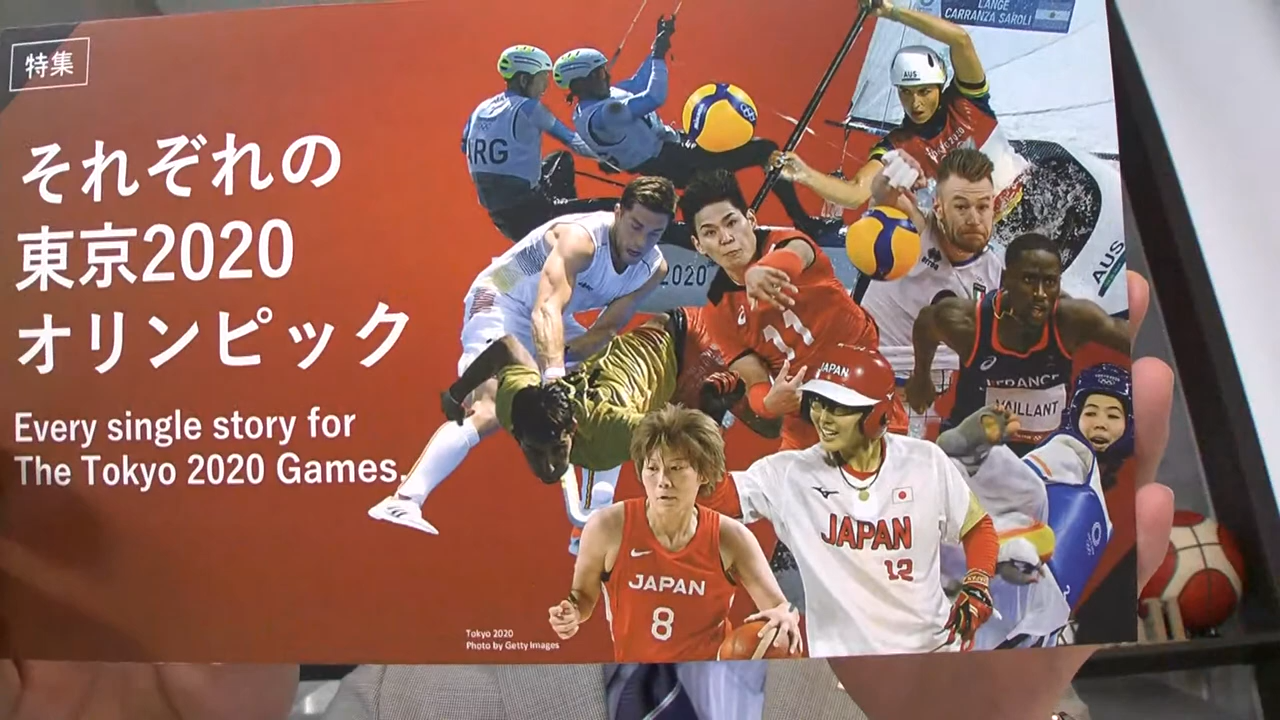 特集
それぞれの
東京2020
オリンピック
Every single story for
The Tokyo 2020 Games.
LANGE
CARRANZA SAROLI
AUS
ARG
2020
11
AUS
JAPAN
FRANCE
VAILLANT
JAPAN
12
JAPAN
8
Tokyo 2020
Photo by Getty Images